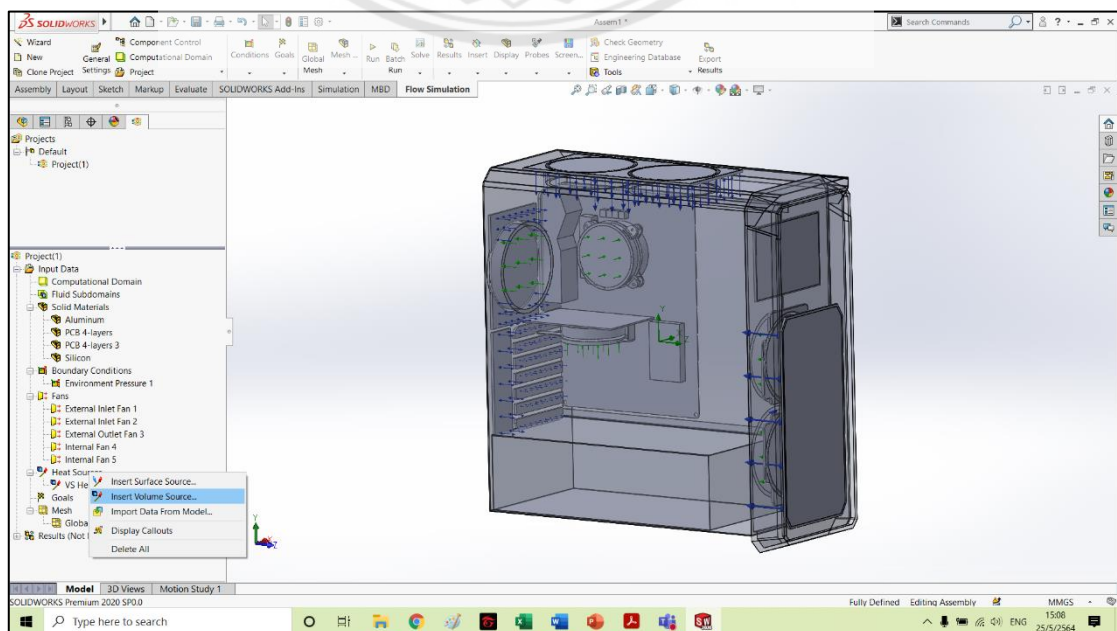 SOLIDWORKS
Assem1 *
Search Commands
Wizard
New
Clone Project
General Settings
Component Control
Computational Domain
Project
Conditions
Goals
Global Mesh
Mesh ...
Run
Batch Run
Solve
Results
Insert
Display
Probes
Screen...
Check Geometry
Engineering Database
Tools
Export Results
Assembly Layout Sketch Markup Evaluate SOLIDWORKS Add-Ins Simulation MBD Flow Simulation
Projects
Default
Project(1)
Project(1)
Input Data
Computational Domain
Fluid Subdomains
Solid Materials
Aluminum
PCB 4-layers
PCB 4-layers 3
Silicon
Boundary Conditions
Environment Pressure 1
Fans
External Inlet Fan 1
External Inlet Fan 2
External Outlet Fan 3
Internal Fan 4
Internal Fan 5
Heat Sources
VS He
Goals
Mesh
Globa
Results (Not
Insert Surface Source...
Insert Volume Source...
Import Data From Model...
Display Callouts
Delete All
Y
Z
Y
Z
Model 3D Views Motion Study 1
SOLIDWORKS Premium 2020 SP0.0
Fully Defined Editing Assembly MMGS
Type here to search
ENG
15:08
25/5/2564